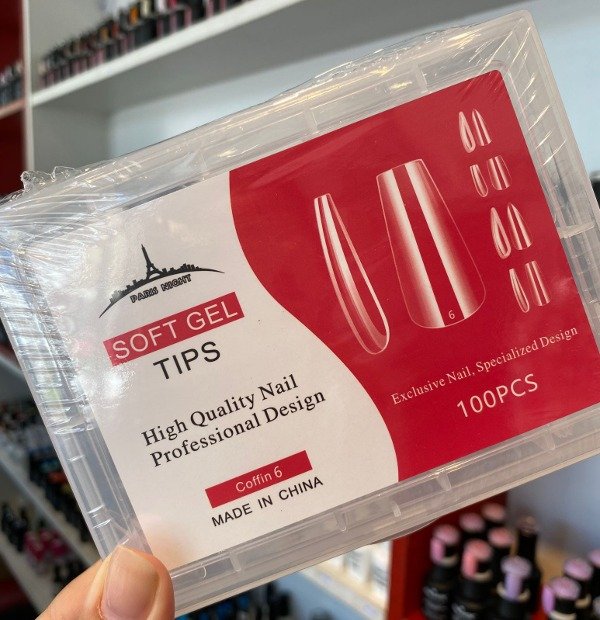 PARIS NIGHT
SOFT GEL
TIPS
High Quality Nail
Professional Design
Coffin 6
MADE IN CHINA
6
Exclusive Nail, Specialized Design
100PCS